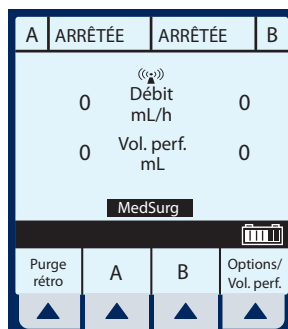 A ARRÊTÉE ARRÊTÉE B
0 Débit 0
mL/h
0 Vol. perf. 0
mL
MedSurg
Purge A B Options/
rétro Vol. perf.